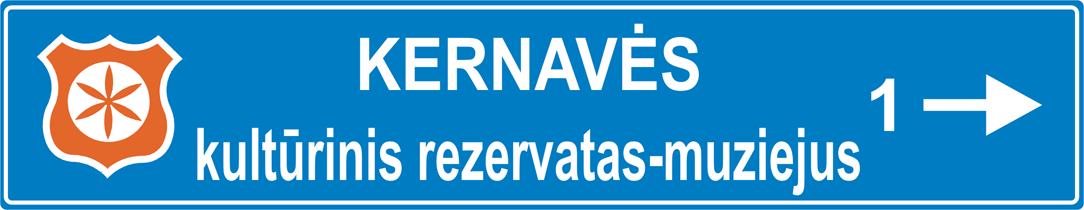 KERNAVĖS
kultūrinis rezervatas-muziejus
1